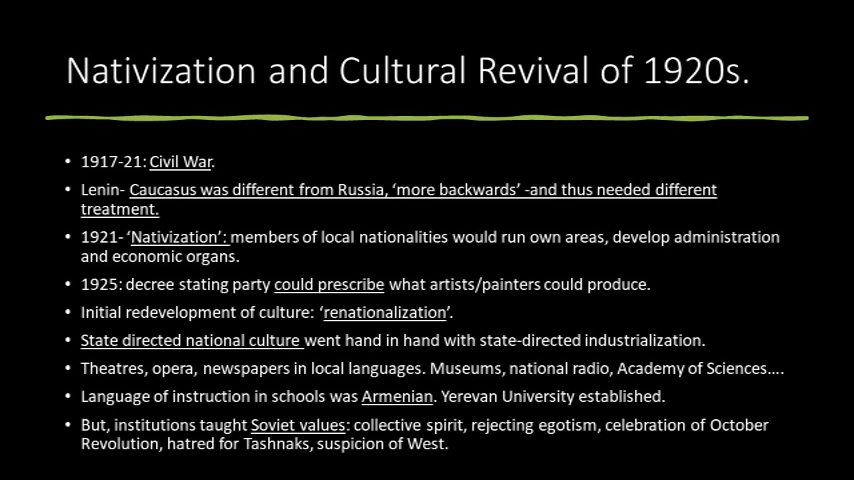 Nativization and Cultural Revival of 1920s.
• 1917-21: Civil War.
• Lenin- Caucasus was different from Russia, ‘more backwards’ -and thus needed different
treatment.
• 1921- ‘Nativization’: members of local nationalities would run own areas, develop administration
and economic organs.
• 1925: decree stating party could prescribe what artists/painters could produce.
• Initial redevelopment of culture: ‘renationalization’.
• State directed national culture went hand in hand with state-directed industrialization.
• Theatres, opera, newspapers in local languages. Museums, national radio, Academy of Sciences….
• Language of instruction in schools was Armenian. Yerevan University established.
• But, institutions taught Soviet values: collective spirit, rejecting egotism, celebration of October
Revolution, hatred for Tashnaks, suspicion of West.